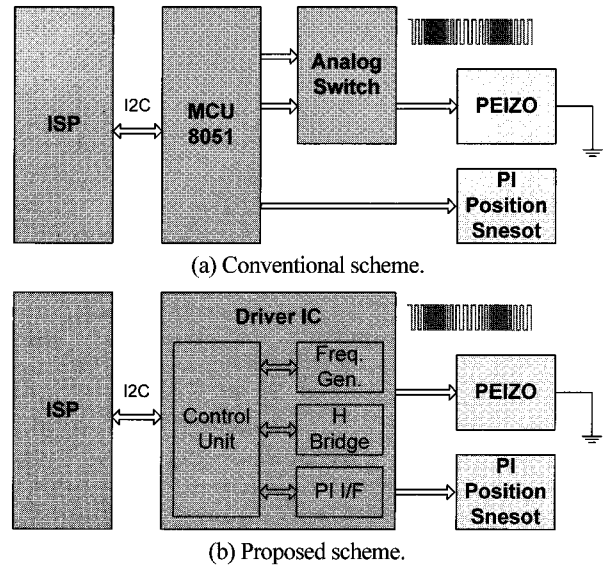 ISP
I2C
MCU
8051
Analog
Switch
PEIZO
PI
Position
Snesot
(a) Conventional scheme.
Driver IC
ISP
I2C
Control
Unit
Freq.
Gen.
H
Bridge
PI I/F
PEIZO
PI
Position
Snesot
(b) Proposed scheme.